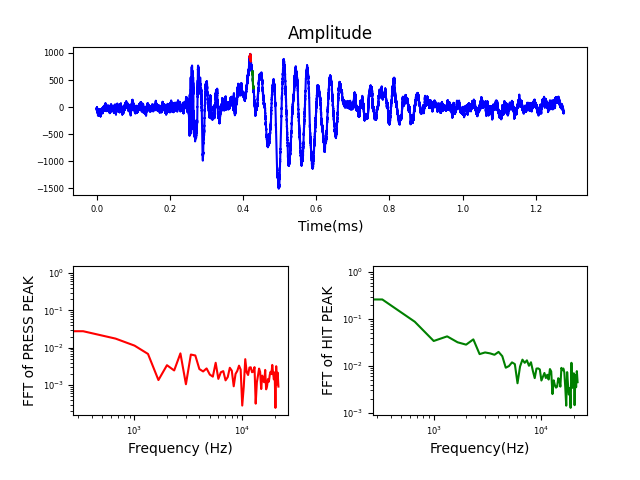 Amplitude
1000
500
0
−500
−1000
−1500
0.0 0.2 0.4 0.6 0.8 1.0 1.2
Time(ms)
FFT of PRESS PEAK
10⁰
10⁻¹
10⁻²
10⁻³
10³ 10⁴
Frequency (Hz)
FFT of HIT PEAK
10⁰
10⁻¹
10⁻²
10⁻³
10³ 10⁴
Frequency(Hz)